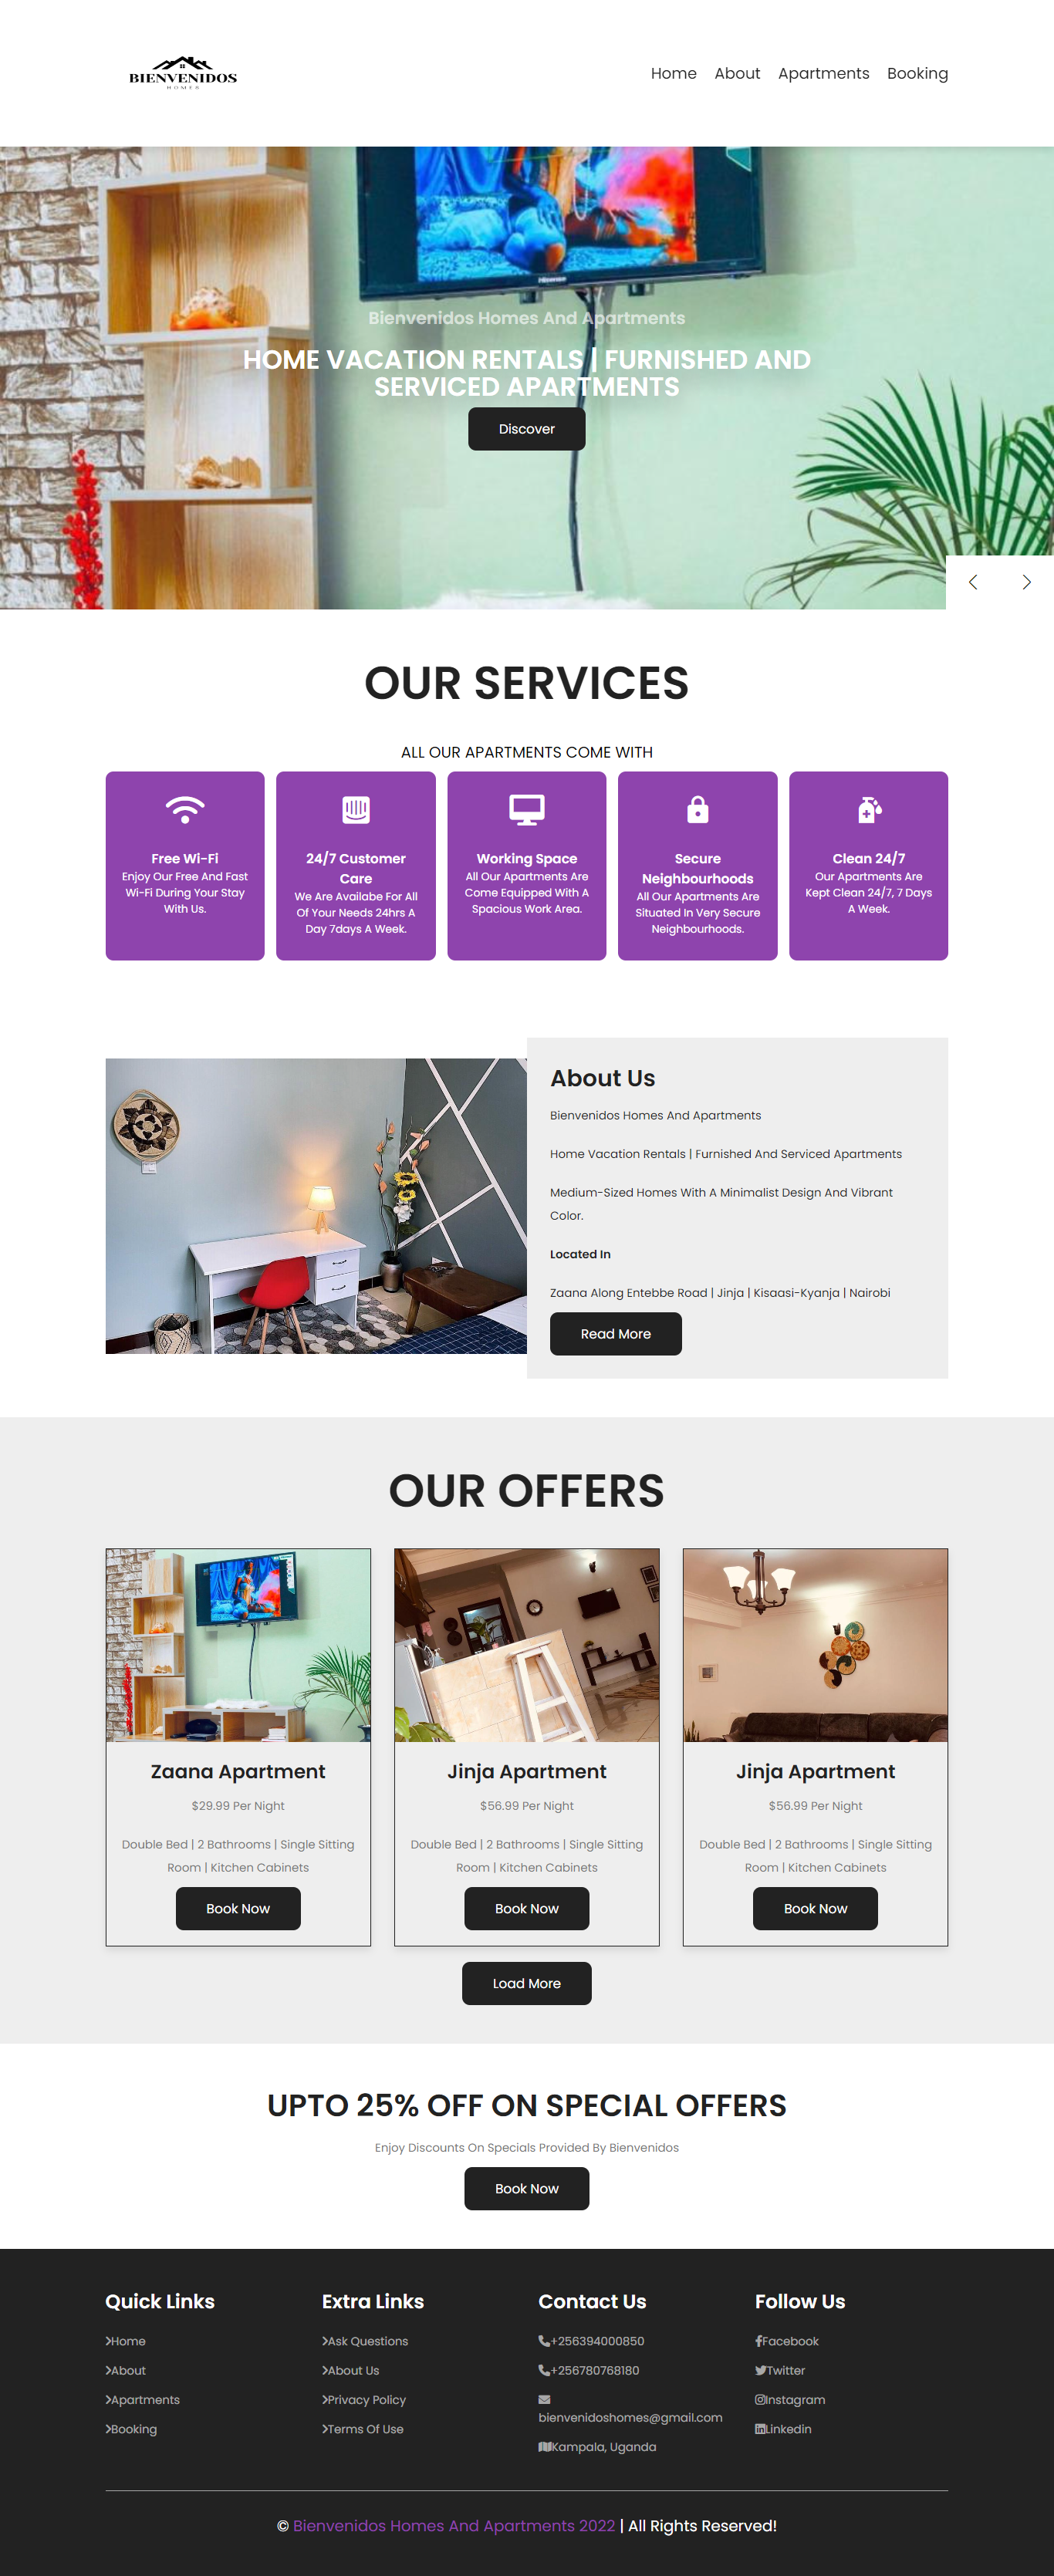 BIENVENIDOS
HOMES
Home About Apartments Booking
Bienvenidos Homes And Apartments
HOME VACATION RENTALS | FURNISHED AND
SERVICED APARTMENTS
Discover
OUR SERVICES
ALL OUR APARTMENTS COME WITH
Free Wi-Fi
Enjoy Our Free And Fast
Wi-Fi During Your Stay
With Us.
24/7 Customer
Care
We Are Availabe For All
Of Your Needs 24hrs A
Day 7days A Week.
Working Space
All Our Apartments Are
Come Equipped With A
Spacious Work Area.
Secure
Neighbourhoods
All Our Apartments Are
Situated In Very Secure
Neighbourhoods.
Clean 24/7
Our Apartments Are
Kept Clean 24/7, 7 Days
A Week.
About Us
Bienvenidos Homes And Apartments
Home Vacation Rentals | Furnished And Serviced Apartments
Medium-Sized Homes With A Minimalist Design And Vibrant
Color.
Located In
Zaana Along Entebbe Road | Jinja | Kisaasi-Kyanja | Nairobi
Read More
OUR OFFERS
Zaana Apartment
$29.99 Per Night
Double Bed | 2 Bathrooms | Single Sitting
Room | Kitchen Cabinets
Book Now
Jinja Apartment
$56.99 Per Night
Double Bed | 2 Bathrooms | Single Sitting
Room | Kitchen Cabinets
Book Now
Jinja Apartment
$56.99 Per Night
Double Bed | 2 Bathrooms | Single Sitting
Room | Kitchen Cabinets
Book Now
Load More
UPTO 25% OFF ON SPECIAL OFFERS
Enjoy Discounts On Specials Provided By Bienvenidos
Book Now
Quick Links
Home
About
Apartments
Booking
Extra Links
Ask Questions
About Us
Privacy Policy
Terms Of Use
Contact Us
+256394000850
+256780768180
bienvenidoshomes@gmail.com
Kampala, Uganda
Follow Us
Facebook
Twitter
Instagram
Linkedin
© Bienvenidos Homes And Apartments 2022 | All Rights Reserved!